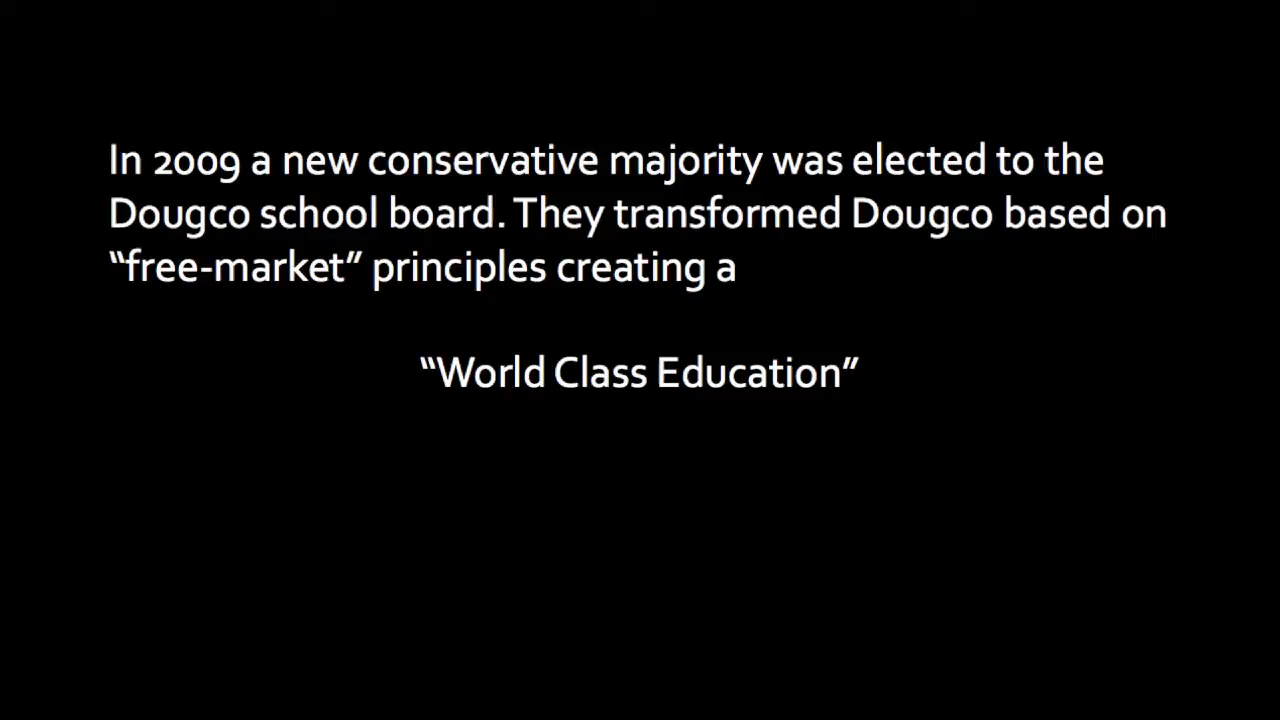 In 2009 a new conservative majority was elected to the
Dougco school board. They transformed Dougco based on
“free-market” principles creating a
“World Class Education”